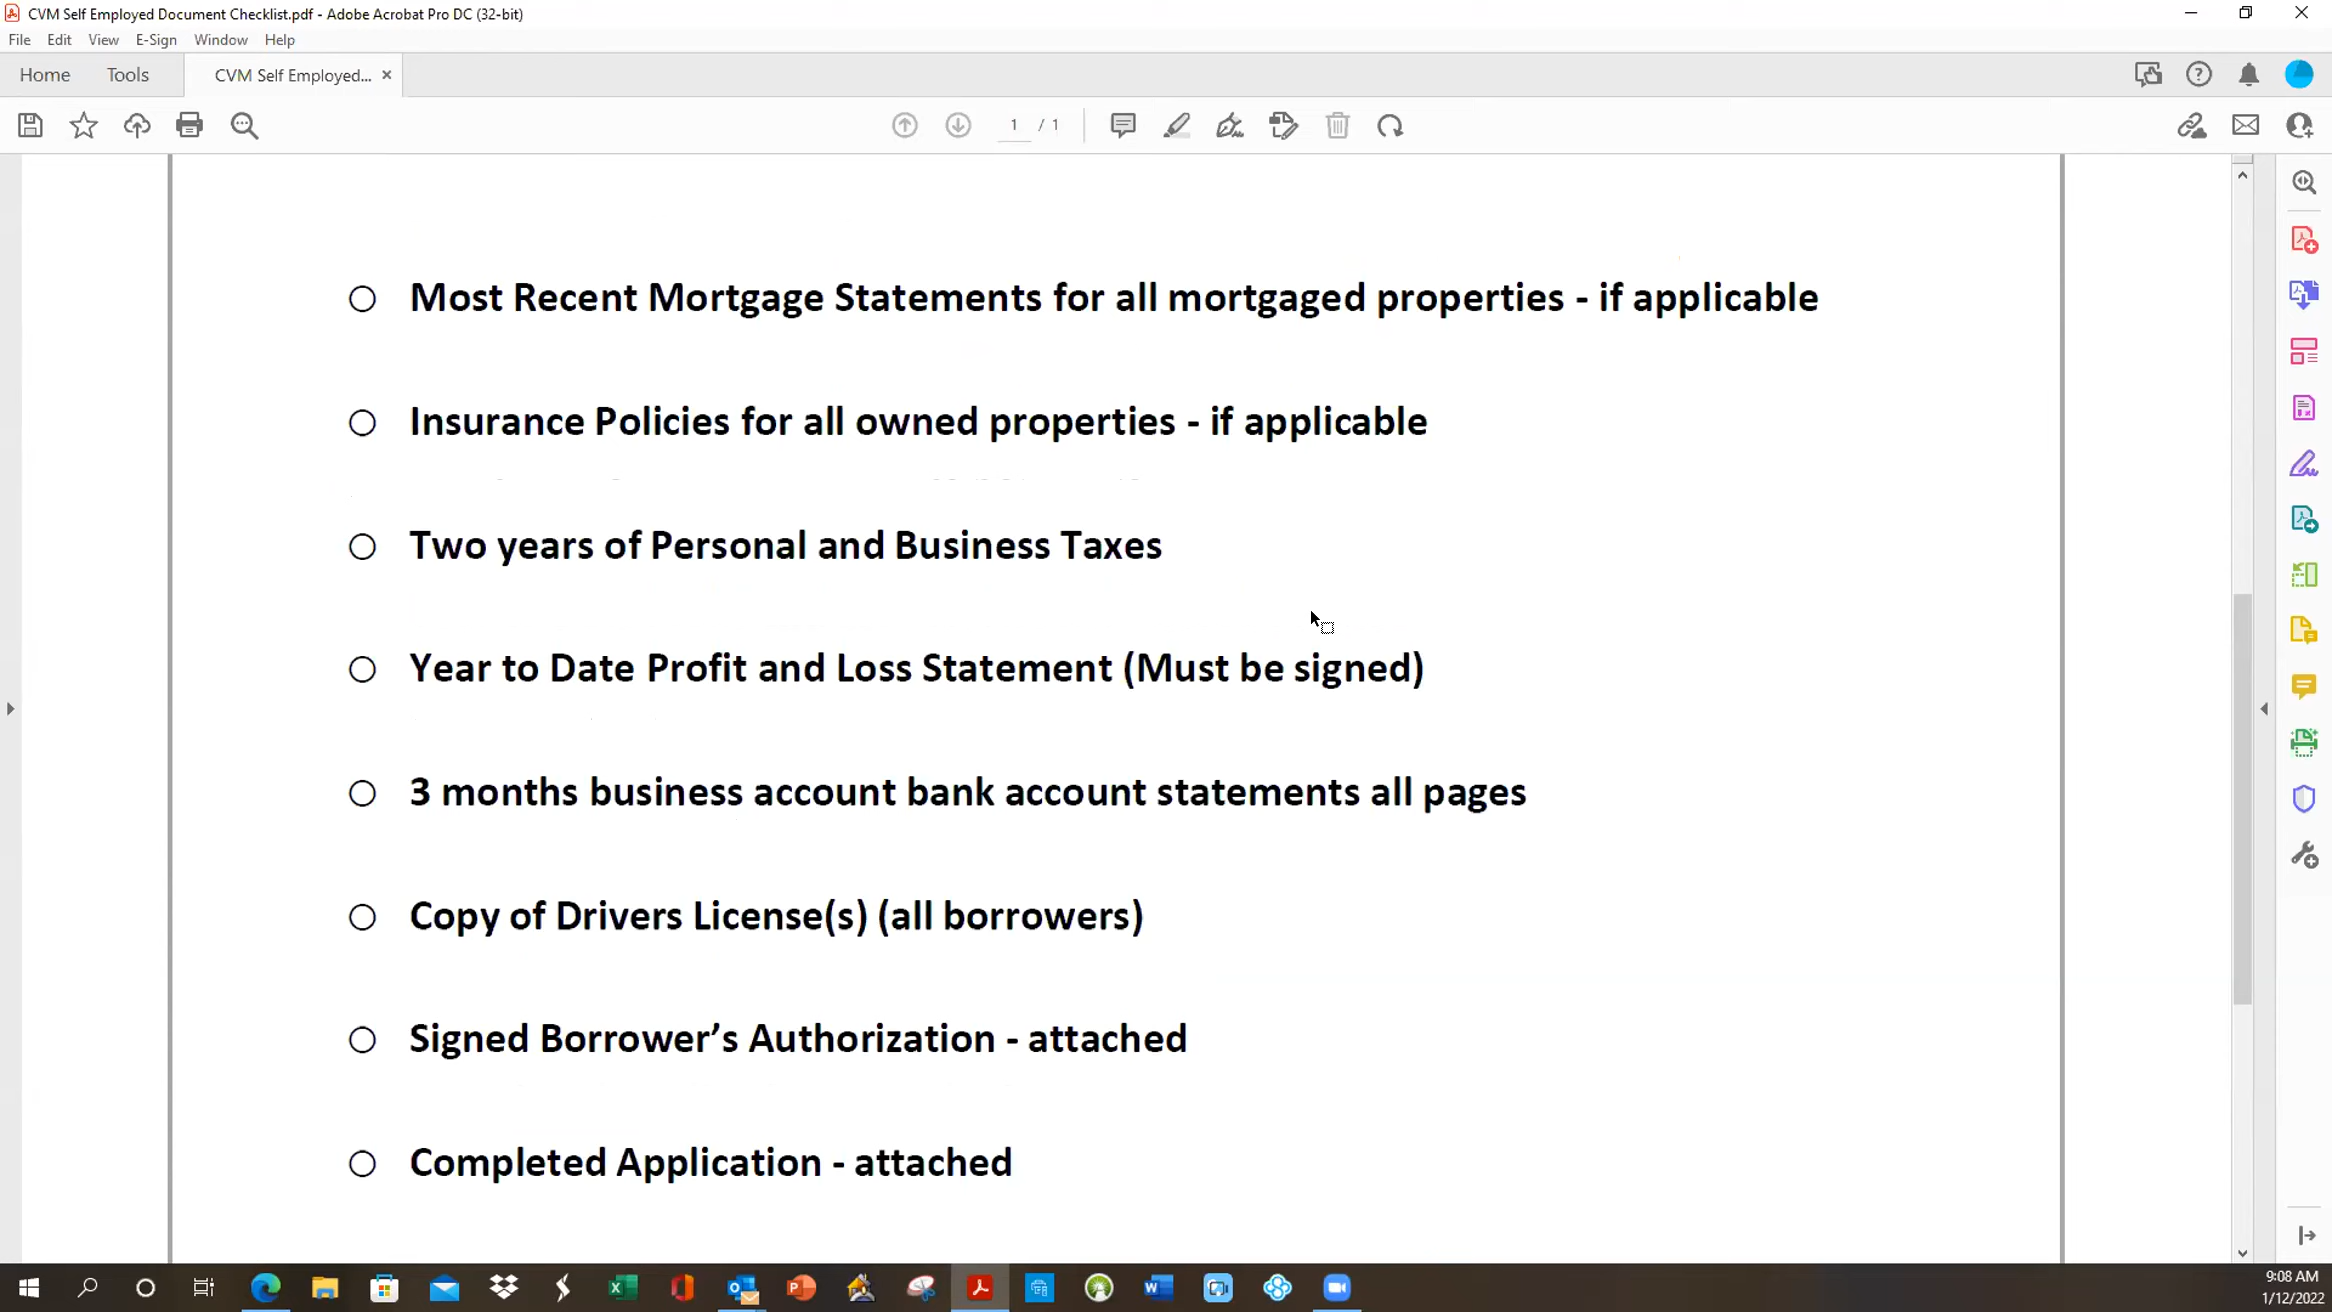 CVM Self Employed Document Checklist.pdf - Adobe Acrobat Pro DC (32-bit)
File Edit View E-Sign Window Help
Home Tools CVM Self Employed...
1 / 1
Most Recent Mortgage Statements for all mortgaged properties - if applicable
Insurance Policies for all owned properties - if applicable
Two years of Personal and Business Taxes
Year to Date Profit and Loss Statement (Must be signed)
3 months business account bank account statements all pages
Copy of Drivers License(s) (all borrowers)
Signed Borrower’s Authorization - attached
Completed Application - attached
9:08 AM
1/12/2022